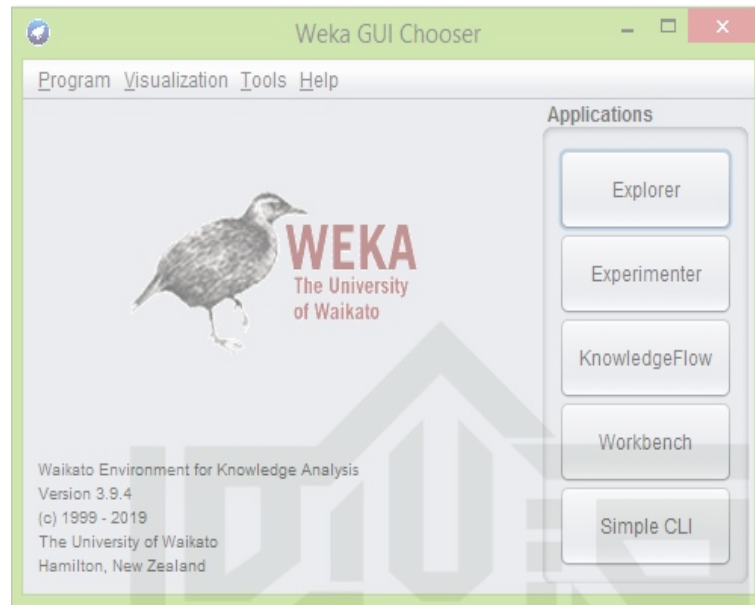 Weka GUI Chooser
Program Visualization Tools Help
Applications
Explorer
Experimenter
KnowledgeFlow
Workbench
Simple CLI
WEKA
The University
of Waikato
Waikato Environment for Knowledge Analysis
Version 3.9.4
(c) 1999 - 2019
The University of Waikato
Hamilton, New Zealand